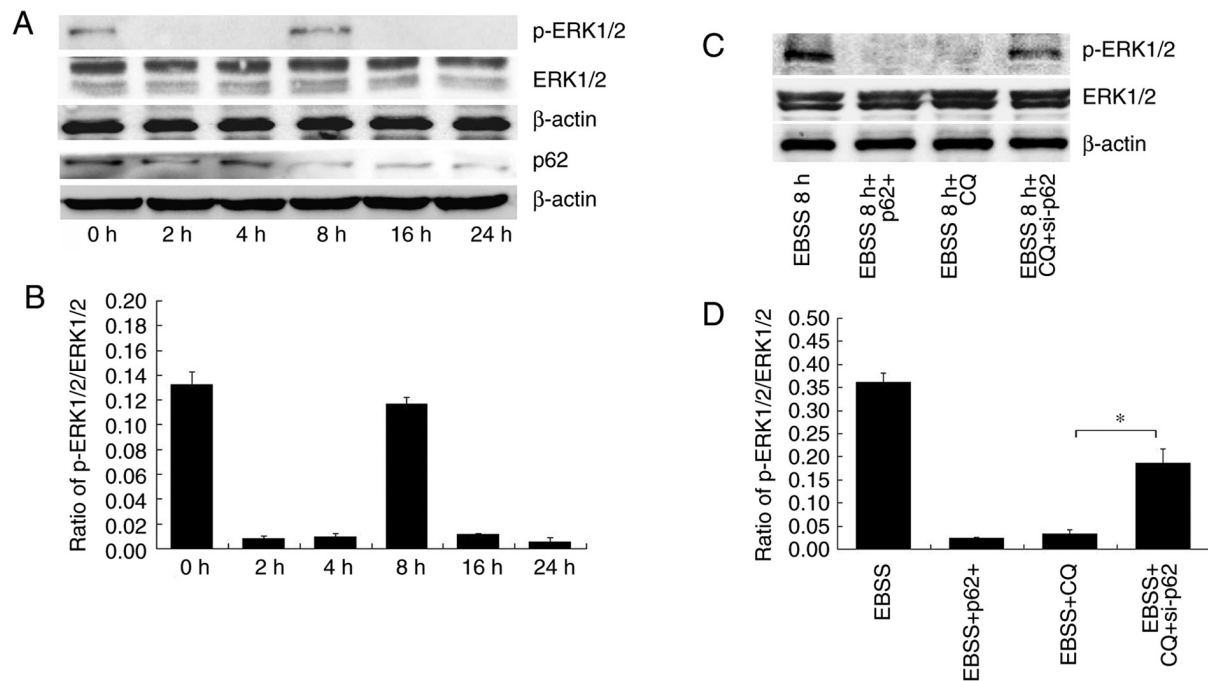 A
p-ERK1/2
ERK1/2
β-actin
p62
β-actin
0 h 2 h 4 h 8 h 16 h 24 h
B
Ratio of p-ERK1/2/ERK1/2
0.20
0.18
0.16
0.14
0.12
0.10
0.08
0.06
0.04
0.02
0.00
0 h 2 h 4 h 8 h 16 h 24 h
C
p-ERK1/2
ERK1/2
β-actin
EBSS 8 h
EBSS 8 h+
p62+
EBSS 8 h+
CQ
EBSS 8 h+
CQ+si-p62
D
Ratio of p-ERK1/2/ERK1/2
0.50
0.45
0.40
0.35
0.30
0.25
0.20
0.15
0.10
0.05
0.00
*
EBSS
EBSS+p62+
EBSS+CQ
EBSS+
CQ+si-p62